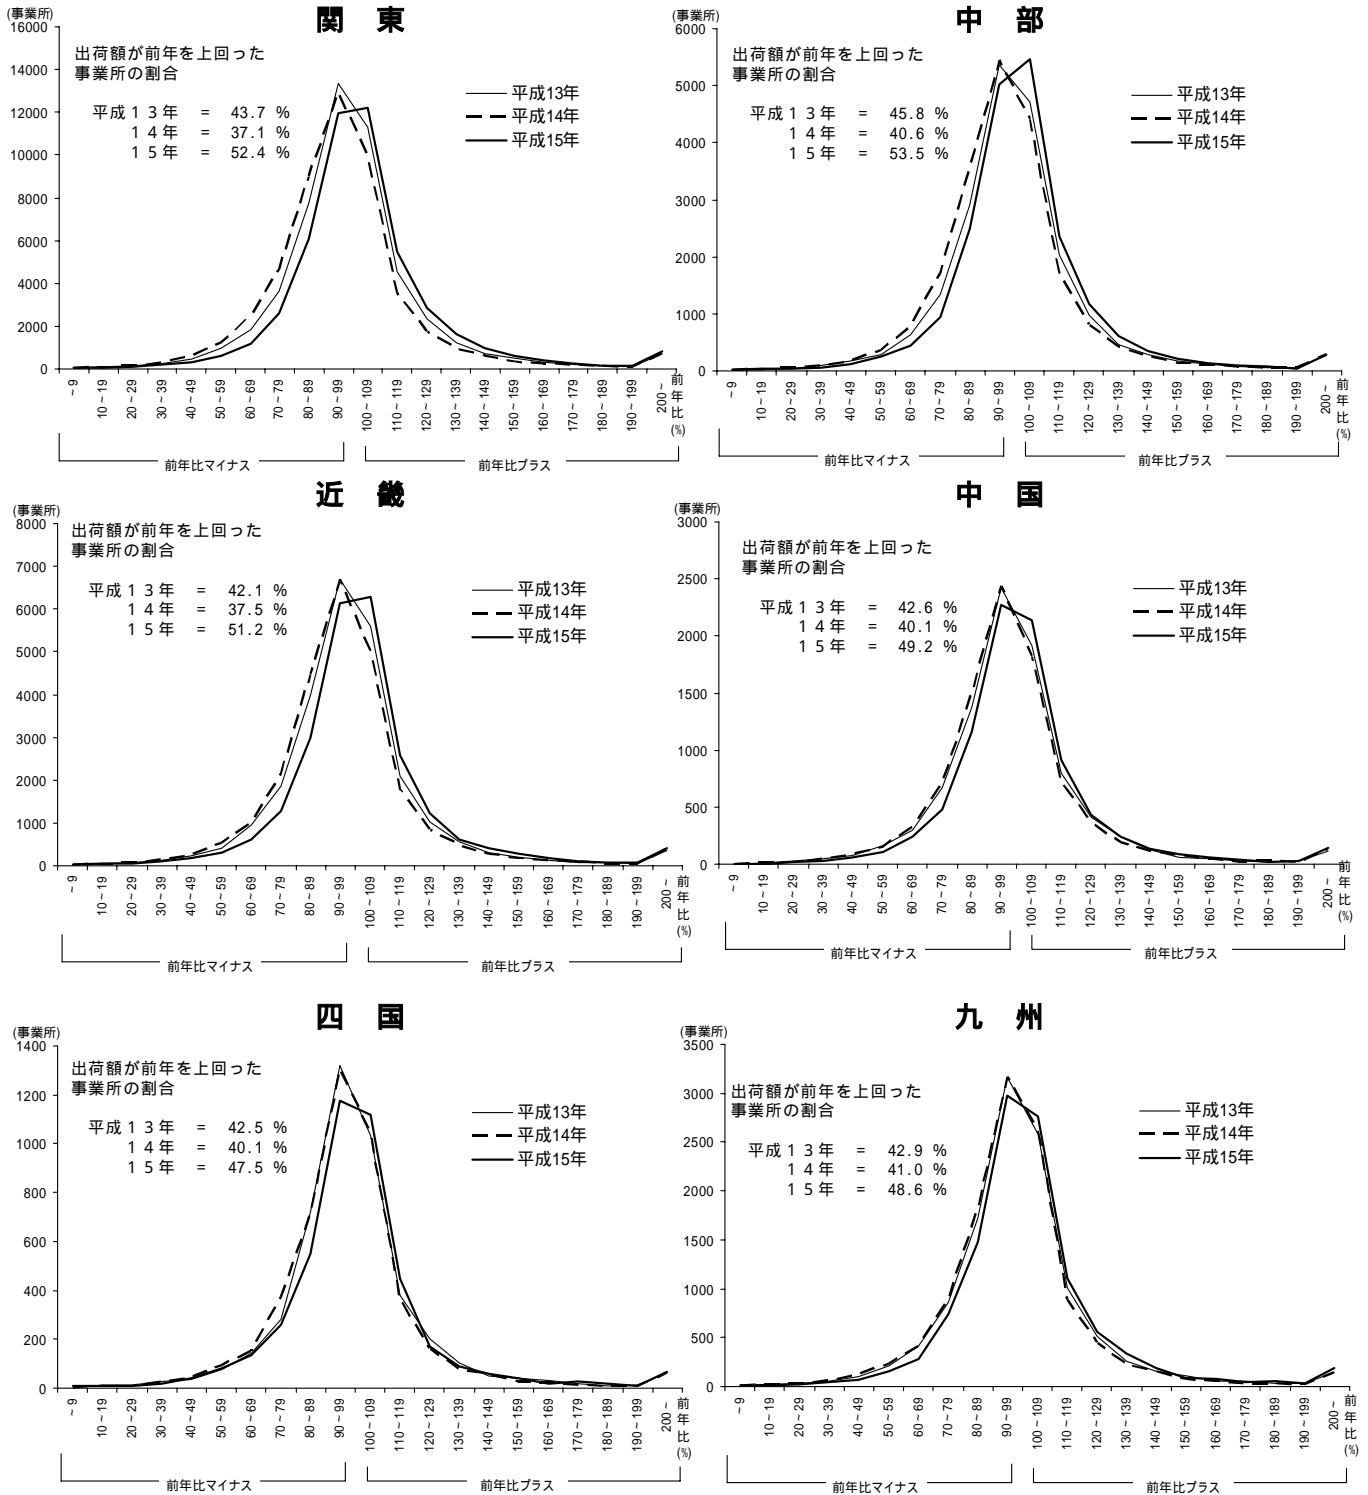 関 東
(事業所)
16000
14000
12000
10000
8000
6000
4000
2000
0
出荷額が前年を上回った
事業所の割合
平成13年 = 43.7 %
14年 = 37.1 %
15年 = 52.4 %
平成13年
平成14年
平成15年
~9
10~19
20~29
30~39
40~49
50~59
60~69
70~79
80~89
90~99
100~109
110~119
120~129
130~139
140~149
150~159
160~169
170~179
180~189
190~199
200~
前年比(%)
前年比マイナス
前年比プラス
中 部
(事業所)
6000
5000
4000
3000
2000
1000
0
出荷額が前年を上回った
事業所の割合
平成13年 = 45.8 %
14年 = 40.6 %
15年 = 53.5 %
平成13年
平成14年
平成15年
~9
10~19
20~29
30~39
40~49
50~59
60~69
70~79
80~89
90~99
100~109
110~119
120~129
130~139
140~149
150~159
160~169
170~179
180~189
190~199
200~
前年比(%)
前年比マイナス
前年比プラス
近 畿
(事業所)
8000
7000
6000
5000
4000
3000
2000
1000
0
出荷額が前年を上回った
事業所の割合
平成13年 = 42.1 %
14年 = 37.5 %
15年 = 51.2 %
平成13年
平成14年
平成15年
~9
10~19
20~29
30~39
40~49
50~59
60~69
70~79
80~89
90~99
100~109
110~119
120~129
130~139
140~149
150~159
160~169
170~179
180~189
190~199
200~
前年比(%)
前年比マイナス
前年比プラス
中 国
(事業所)
3000
2500
2000
1500
1000
500
0
出荷額が前年を上回った
事業所の割合
平成13年 = 42.6 %
14年 = 40.1 %
15年 = 49.2 %
平成13年
平成14年
平成15年
~9
10~19
20~29
30~39
40~49
50~59
60~69
70~79
80~89
90~99
100~109
110~119
120~129
130~139
140~149
150~159
160~169
170~179
180~189
190~199
200~
前年比(%)
前年比マイナス
前年比プラス
四 国
(事業所)
1400
1200
1000
800
600
400
200
0
出荷額が前年を上回った
事業所の割合
平成13年 = 42.5 %
14年 = 40.1 %
15年 = 47.5 %
平成13年
平成14年
平成15年
~9
10~19
20~29
30~39
40~49
50~59
60~69
70~79
80~89
90~99
100~109
110~119
120~129
130~139
140~149
150~159
160~169
170~179
180~189
190~199
200~
前年比(%)
前年比マイナス
前年比プラス
九 州
(事業所)
3500
3000
2500
2000
1500
1000
500
0
出荷額が前年を上回った
事業所の割合
平成13年 = 42.9 %
14年 = 41.0 %
15年 = 48.6 %
平成13年
平成14年
平成15年
~9
10~19
20~29
30~39
40~49
50~59
60~69
70~79
80~89
90~99
100~109
110~119
120~129
130~139
140~149
150~159
160~169
170~179
180~189
190~199
200~
前年比(%)
前年比マイナス
前年比プラス